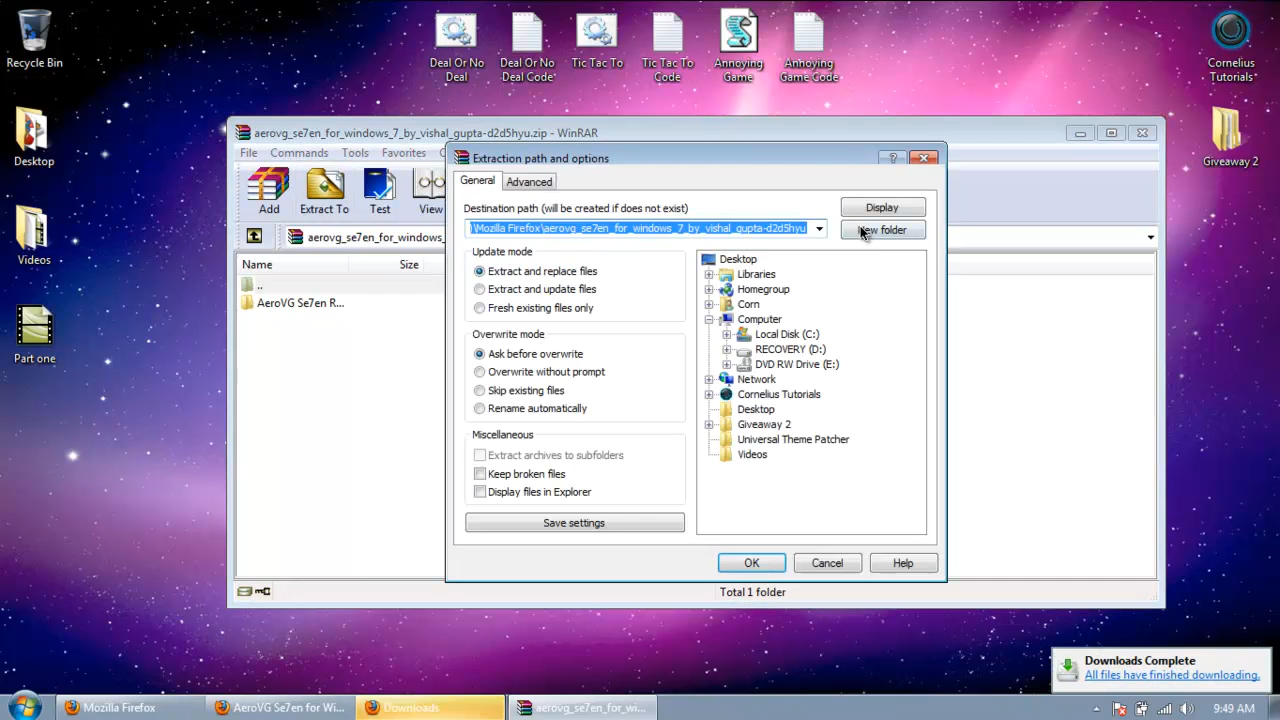 Recycle Bin
Desktop
Videos
Part one
Deal Or No
Deal
Deal Or No
Deal Code
Tic Tac To
Tic Tac To
Code
Annoying
Game
Annoying
Game Code
Cornelius
Tutorials
Giveaway 2
aerovg_se7en_for_windows_7_by_vishal_gupta-d2d5hyu.zip - WinRAR
File Commands Tools Favorites
Add Extract To Test View
aerovg_se7en_for_windows_
Name Size
..
AeroVG Se7en R...
Total 1 folder
Extraction path and options
General Advanced
Destination path (will be created if does not exist)
)\Mozilla Firefox\aerovg_se7en_for_windows_7_by_vishal_gupta-d2d5hyu
Display
New folder
Update mode
Extract and replace files
Extract and update files
Fresh existing files only
Overwrite mode
Ask before overwrite
Overwrite without prompt
Skip existing files
Rename automatically
Miscellaneous
Extract archives to subfolders
Keep broken files
Display files in Explorer
Save settings
Desktop
Libraries
Homegroup
Corn
Computer
Local Disk (C:)
RECOVERY (D:)
DVD RW Drive (E:)
Network
Cornelius Tutorials
Desktop
Giveaway 2
Universal Theme Patcher
Videos
OK Cancel Help
Downloads Complete
All files have finished downloading.
Mozilla Firefox
AeroVG Se7en for Wi...
Downloads
aerovg_se7en_for_wi...
9:49 AM